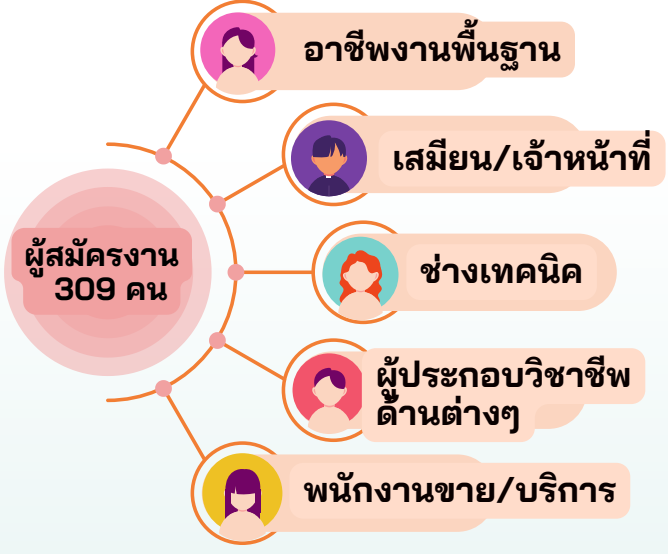 อาชีพงานพื้นฐาน
เสมียน/เจ้าหน้าที่
ผู้สมัครงาน
309 คน
ช่างเทคนิค
ผู้ประกอบวิชาชีพ
ด้านต่างๆ
พนักงานขาย/บริการ